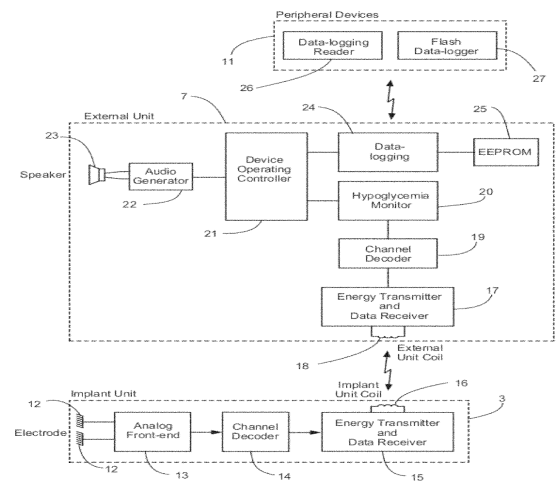 Peripheral Devices
Data-logging
Reader
Flash
Data-logger
11
26
27
7
24
25
External Unit
23
Speaker
Audio
Generator
22
Device
Operating
Controller
21
Data-
logging
EEPROM
Hypoglycemia
Monitor
20
Channel
Decoder
19
Energy Transmitter
and
Data Receiver
17
18
External
Unit Coil
Implant Unit
Implant
Unit Coil
16
3
12
Electrode
12
Analog
Front-end
13
Channel
Decoder
14
Energy Transmitter
and
Data Receiver
15